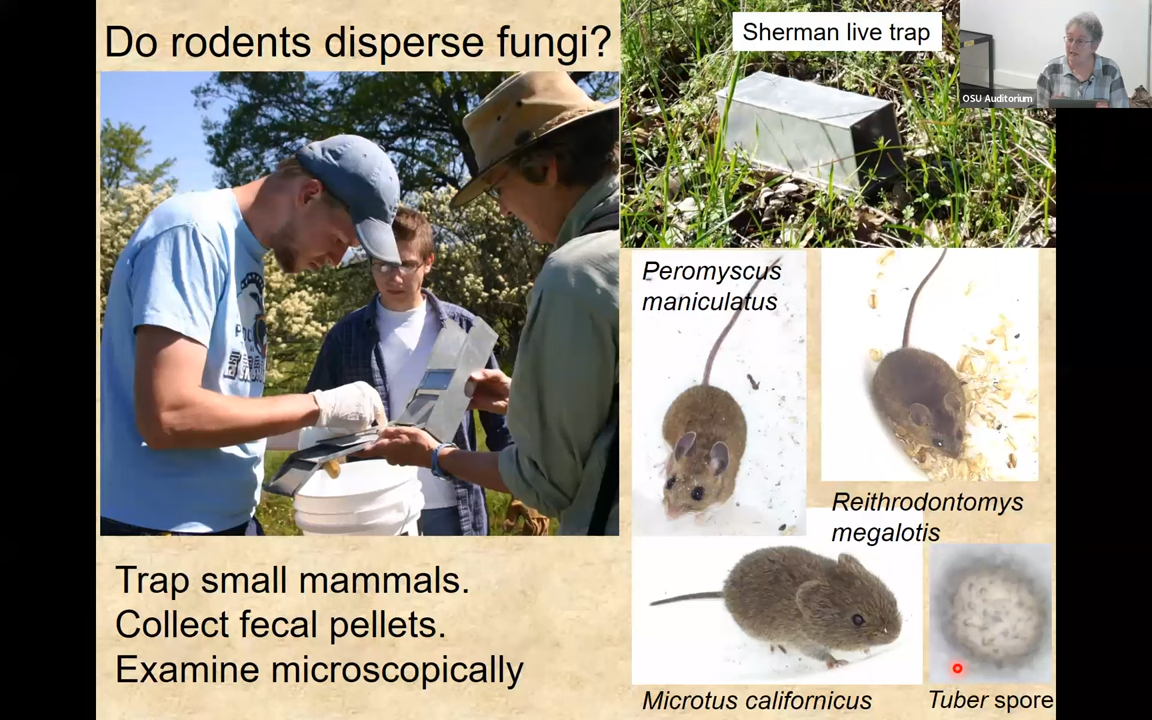 Do rodents disperse fungi?
Sherman live trap
OSU Auditorium
Peromyscus
maniculatus
Reithrodontomys
megalotis
Trap small mammals.
Collect fecal pellets.
Examine microscopically
Microtus californicus
Tuber spore